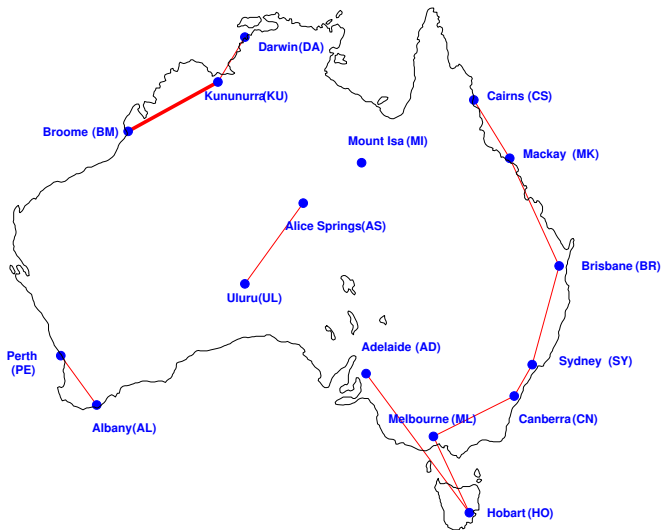 Darwin(DA)
Kununurra(KU)
Cairns (CS)
Broome (BM)
Mount Isa (MI)
Mackay (MK)
Alice Springs(AS)
Brisbane (BR)
Uluru(UL)
Perth
(PE)
Adelaide (AD)
Sydney (SY)
Melbourne (ML)
Canberra(CN)
Albany(AL)
Hobart (HO)